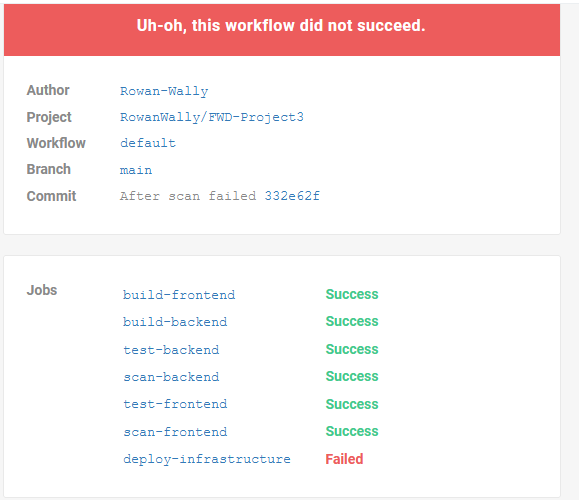 Uh-oh, this workflow did not succeed.
Author Rowan-Wally
Project RowanWally/FWD-Project3
Workflow default
Branch main
Commit After scan failed 332e62f
Jobs build-frontend Success
build-backend Success
test-backend Success
scan-backend Success
test-frontend Success
scan-frontend Success
deploy-infrastructure Failed